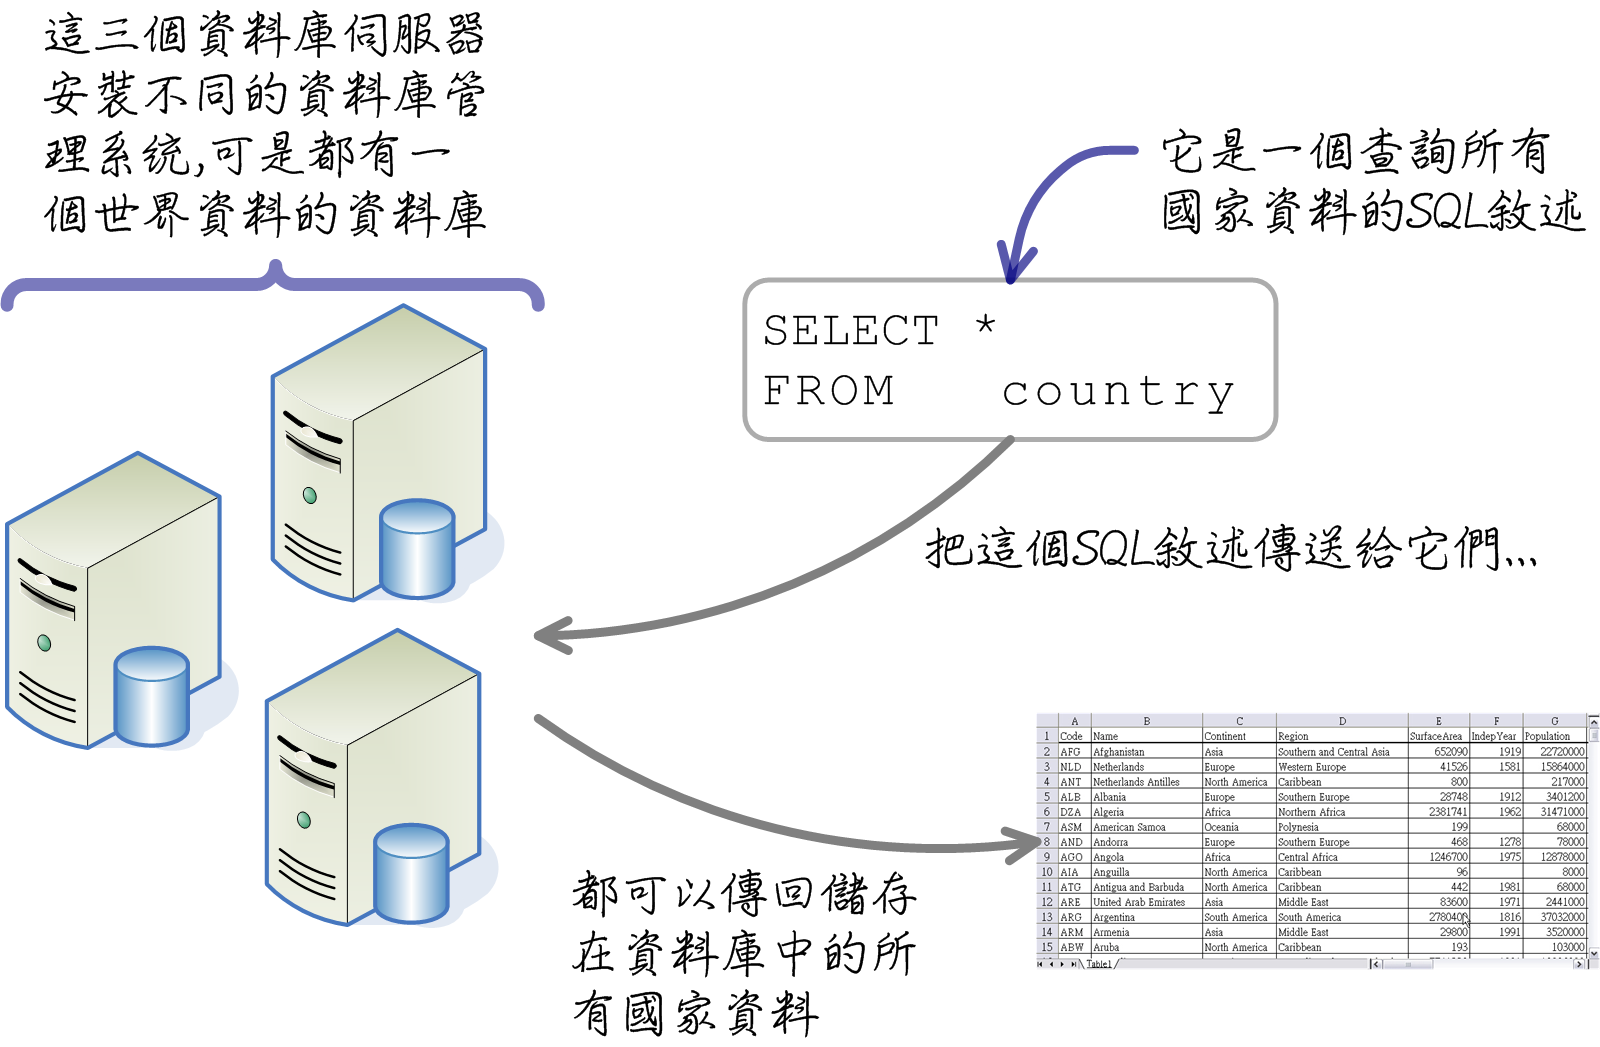 這三個資料庫伺服器
安裝不同的資料庫管
理系统,可是都有一
個世界資料的資料庫
它是一個查詢所有
國家資料的SQL敘述
SELECT *
FROM country
把這個SQL敘述傳送给它們...
都可以傳回儲存
在資料庫中的所
有國家資料
A B C D E F G
1 Code Name Continent Region SurfaceArea IndepYear Population
2 AFG Afghanistan Asia Southern and Central Asia 652090 1919 22720000
3 NLD Netherlands Europe Western Europe 41526 1581 15864000
4 ANT Netherlands Antilles North America Caribbean 800 217000
5 ALB Albania Europe Southern Europe 28748 1912 3401200
6 DZA Algeria Africa Northern Africa 2381741 1962 31471000
7 ASM American Samoa Oceania Polynesia 199 68000
8 AND Andorra Europe Southern Europe 468 1278 78000
9 AGO Angola Africa Central Africa 1246700 1975 12878000
10 AIA Anguilla North America Caribbean 96 8000
11 ATG Antigua and Barbuda North America Caribbean 442 1981 68000
12 ARE United Arab Emirates Asia Middle East 83600 1971 2441000
13 ARG Argentina South America South America 2780400 1816 37032000
14 ARM Armenia Asia Middle East 29800 1991 3520000
15 ABW Aruba North America Caribbean 193 103000
Table1